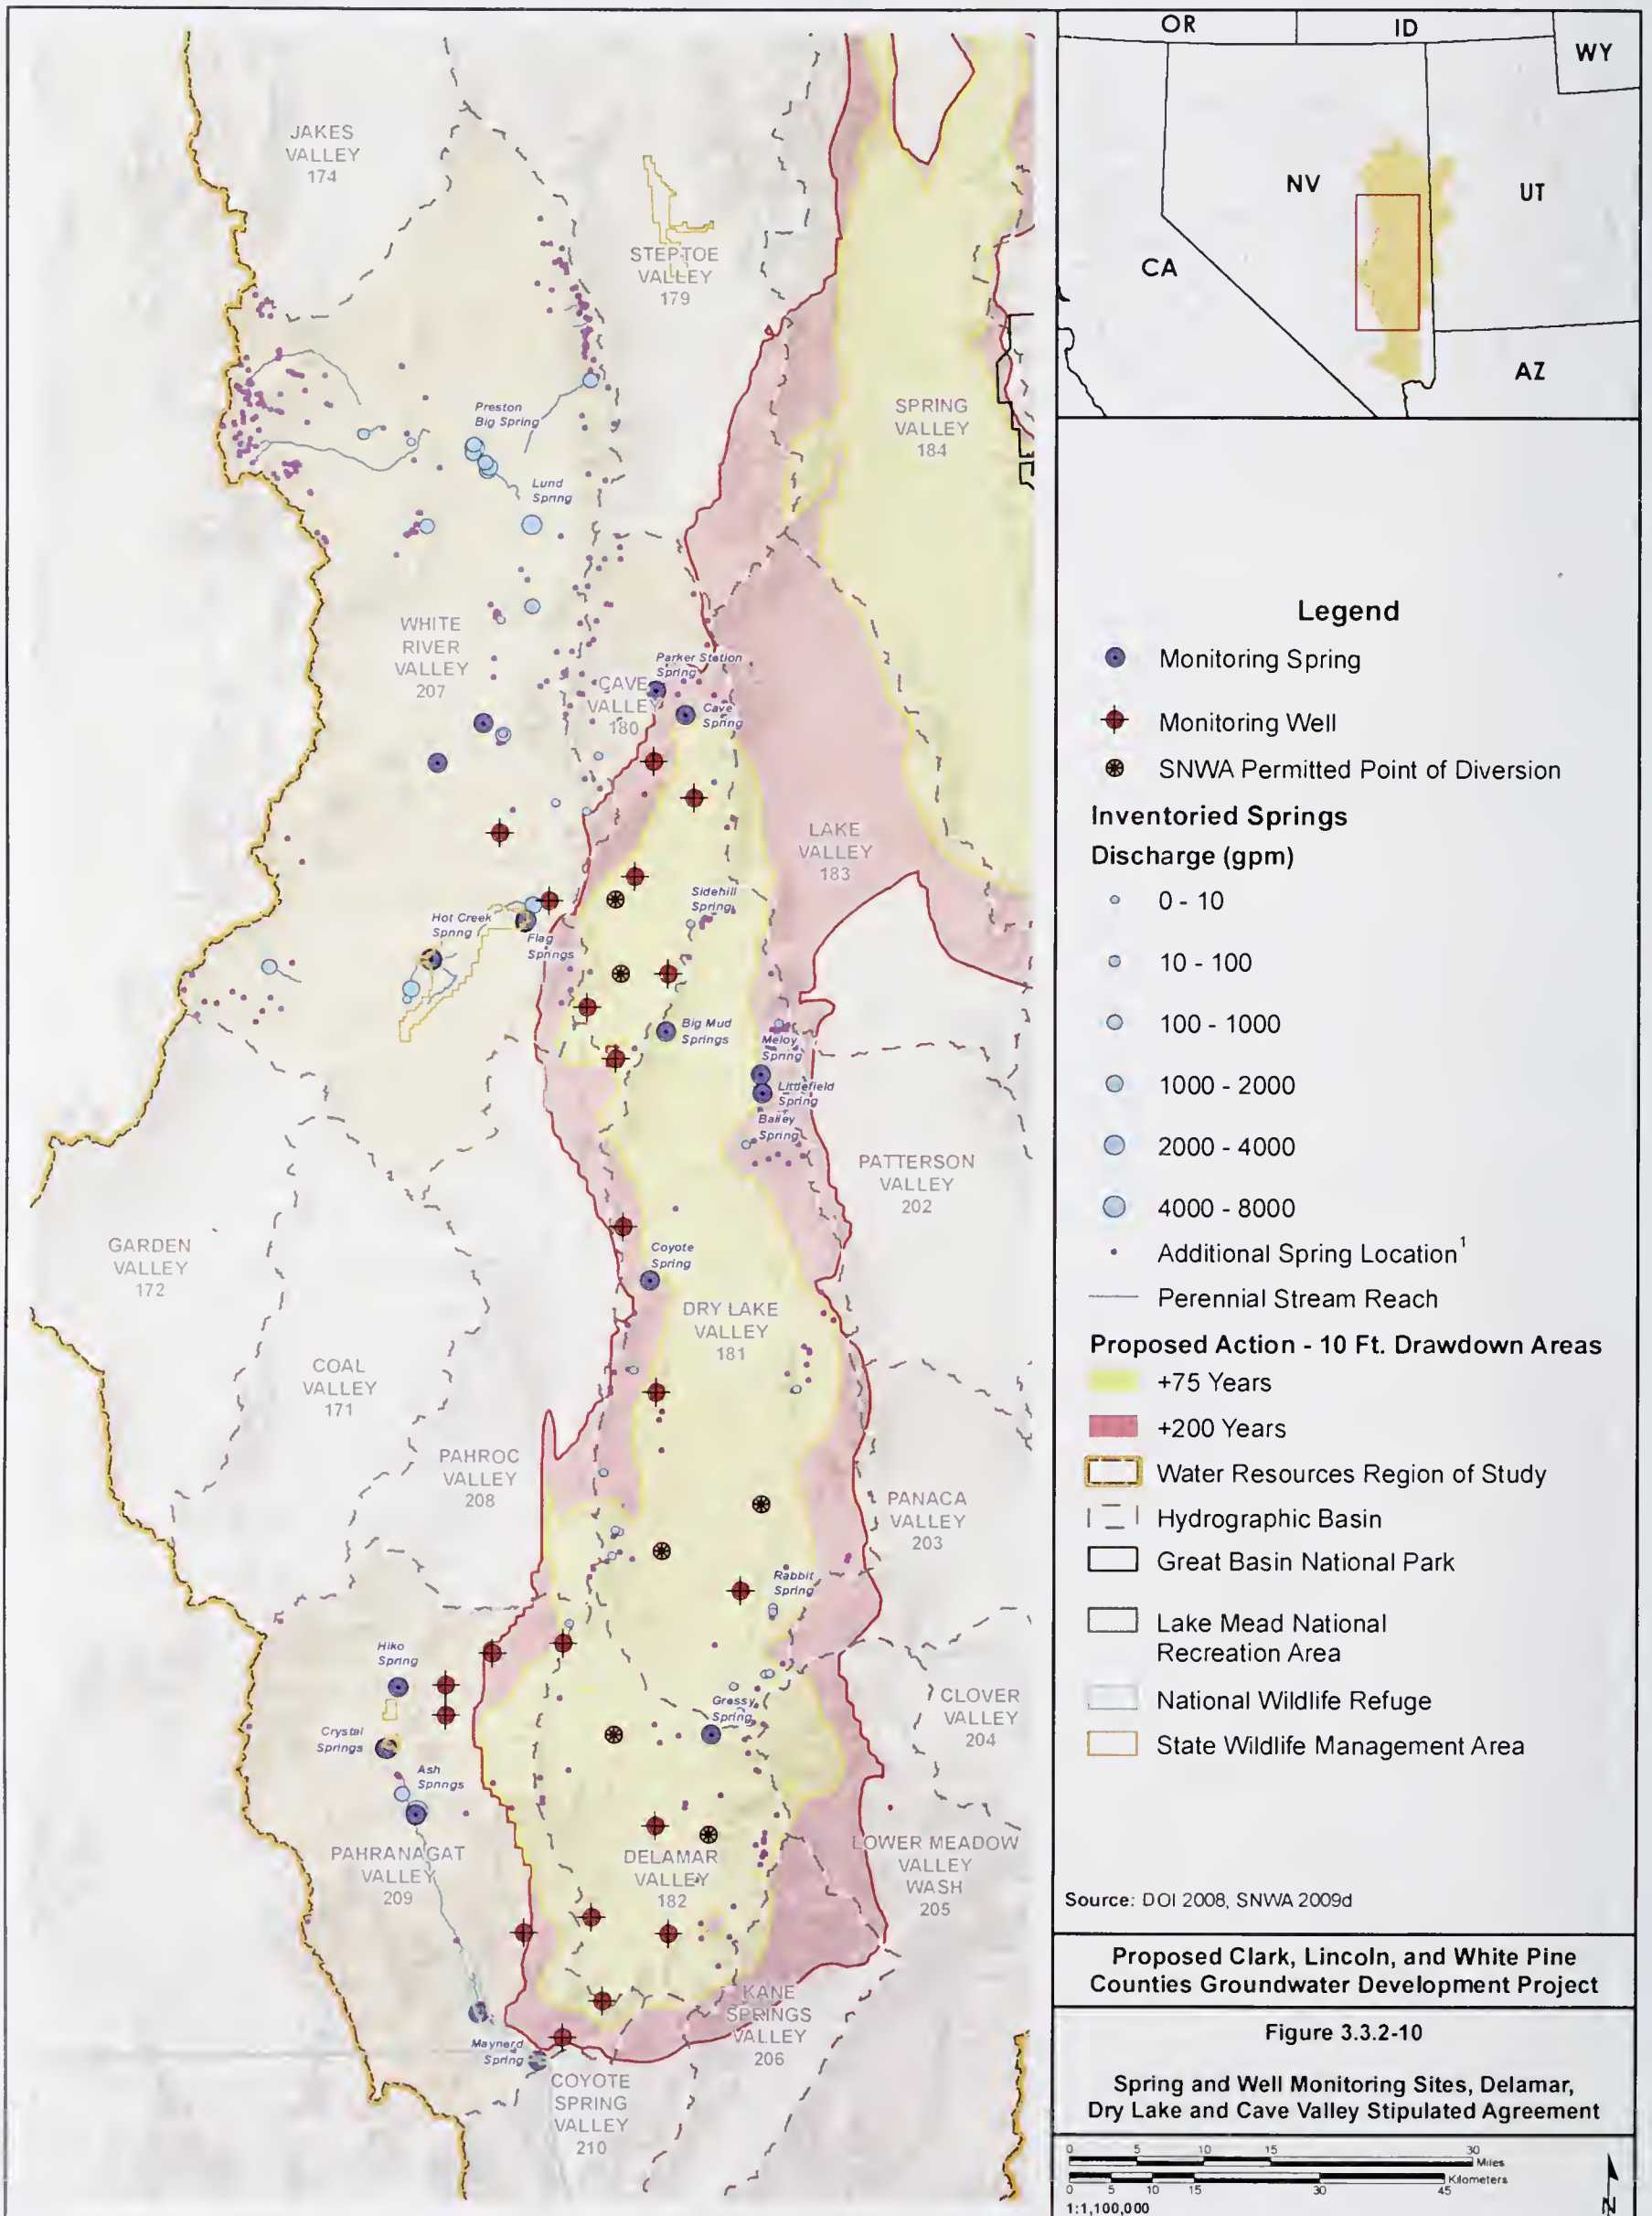 JAKES
VALLEY
174
STEPTOE
VALLEY
179
Preston
Big Spring
Lund
Spring
SPRING
VALLEY
184
WHITE
RIVER
VALLEY
207
Parker Station
Spring
CAVE
VALLEY
180
Cave
Spring
LAKE
VALLEY
183
Sidehill
Spring
Hot Creek
Spring
Flag
Springs
Big Mud
Springs
Meloy
Spring
Littlefield
Spring
Bailey
Spring
PATTERSON
VALLEY
202
GARDEN
VALLEY
172
Coyote
Spring
DRY LAKE
VALLEY
181
COAL
VALLEY
171
PAHROC
VALLEY
208
PANACA
VALLEY
203
Rabbit
Spring
Hiko
Spring
Grassy
Spring
CLOVER
VALLEY
204
Crystal
Springs
Ash
Springs
PAHRANAGAT
VALLEY
209
DELAMAR
VALLEY
182
LOWER MEADOW
VALLEY
WASH
205
KANE
SPRINGS
VALLEY
206
Maynard
Spring
COYOTE
SPRING
VALLEY
210
OR
ID
WY
NV
UT
CA
AZ
Legend
Monitoring Spring
Monitoring Well
SNWA Permitted Point of Diversion
Inventoried Springs
Discharge (gpm)
0 - 10
10 - 100
100 - 1000
1000 - 2000
2000 - 4000
4000 - 8000
Additional Spring Location¹
Perennial Stream Reach
Proposed Action - 10 Ft. Drawdown Areas
+75 Years
+200 Years
Water Resources Region of Study
Hydrographic Basin
Great Basin National Park
Lake Mead National
Recreation Area
National Wildlife Refuge
State Wildlife Management Area
Source: DOI 2008, SNWA 2009d
Proposed Clark, Lincoln, and White Pine
Counties Groundwater Development Project
Figure 3.3.2-10
Spring and Well Monitoring Sites, Delamar,
Dry Lake and Cave Valley Stipulated Agreement
0 5 10 15 30
Miles
Kilometers
0 5 10 15 30 45
1:1,100,000
N